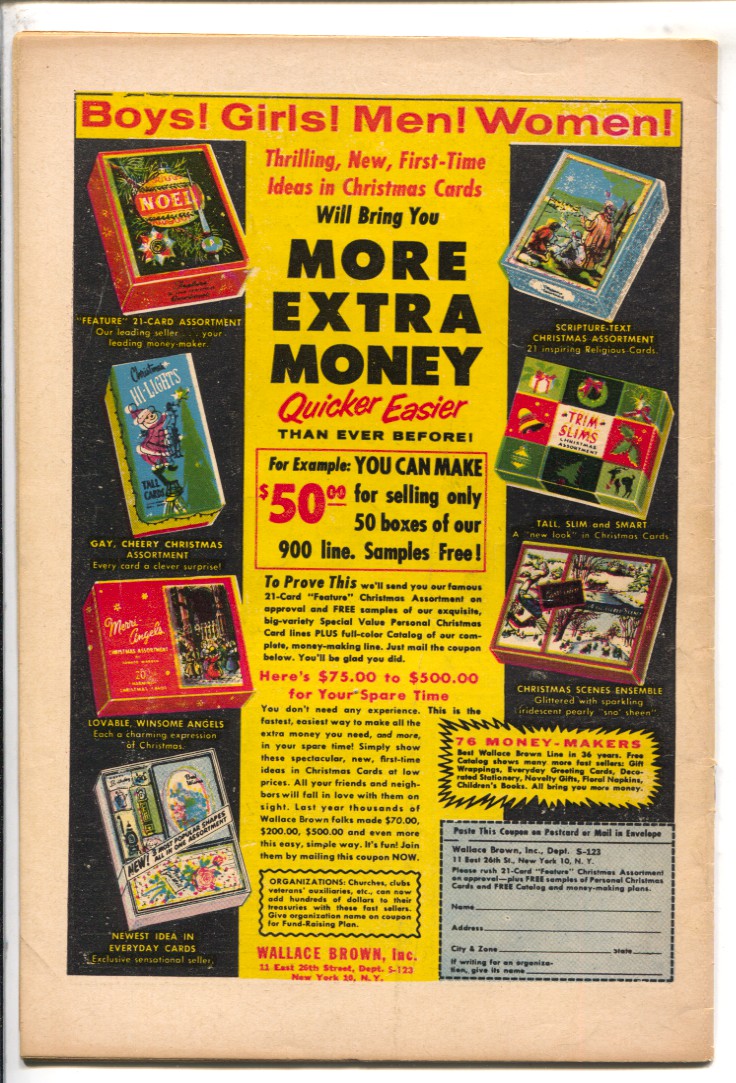 Boys! Girls! Men! Women!
NOEL
Feature
"FEATURE" 21-CARD ASSORTMENT
Our leading seller . . . your
leading money-maker.
Christmas
HI-LIGHTS
TALL
CARDS
GAY, CHEERY CHRISTMAS
ASSORTMENT
Every card a clever surprise!
Merri-
Angels
CHRISTMAS ASSORTMENT
20
CHRISTMAS CARDS
LOVABLE, WINSOME ANGELS
Each a charming expression
of Christmas.
NEW! 3 MOST POPULAR SHAPES
ALL IN ONE ASSORTMENT
NEWEST IDEA IN
EVERYDAY CARDS
Exclusive sensational seller.
Thrilling, New, First-Time
Ideas in Christmas Cards
Will Bring You
MORE
EXTRA
MONEY
Quicker Easier
THAN EVER BEFORE!
For Example: YOU CAN MAKE
$50.00 for selling only
50 boxes of our
900 line. Samples Free!
To Prove This we'll send you our famous
21-Card "Feature" Christmas Assortment on
approval and FREE samples of our exquisite,
big-variety Special Value Personal Christmas
Card lines PLUS full-color Catalog of our com-
plete, money-making line. Just mail the coupon
below. You'll be glad you did.
Here's $75.00 to $500.00
for Your Spare Time
You don't need any experience. This is the
fastest, easiest way to make all the
extra money you need, and more,
in your spare time! Simply show
these spectacular, new, first-time
ideas in Christmas Cards at low
prices. All your friends and neigh-
bors will fall in love with them on
sight. Last year thousands of
Wallace Brown folks made $70.00,
$200.00, $500.00 and even more
this easy, simple way. It's fun! Join
them by mailing this coupon NOW.
ORGANIZATIONS: Churches, clubs
veterans' auxiliaries, etc., can now
add hundreds of dollars to their
treasuries with these fast sellers.
Give organization name on coupon
for Fund-Raising Plan.
WALLACE BROWN, Inc.
11 East 26th Street, Dept. S-123
New York 10, N. Y.
SCRIPTURE-TEXT
CHRISTMAS ASSORTMENT
21 inspiring Religious Cards.
TRIM-
SLIMS
CHRISTMAS
ASSORTMENT
TALL, SLIM and SMART
A "new look" in Christmas Cards
CHRISTMAS SCENES ENSEMBLE
Glittered with sparkling
iridescent pearly "sno' sheen"
76 MONEY-MAKERS
Best Wallace Brown Line in 36 years. Free
Catalog shows many more fast sellers: Gift
Wrappings, Everyday Greeting Cards, Deco-
rated Stationery, Novelty Gifts, Floral Napkins,
Children's Books. All bring you more money.
Paste This Coupon on Postcard or Mail in Envelope
Wallace Brown, Inc., Dept. S-123
11 East 26th St., New York 10, N. Y.
Please rush 21-Card "Feature" Christmas Assortment
on approval—plus FREE samples of Personal Christmas
Cards and FREE Catalog and money-making plans.
Name
Address
City & Zone State
If writing for an organiza-
tion, give its name